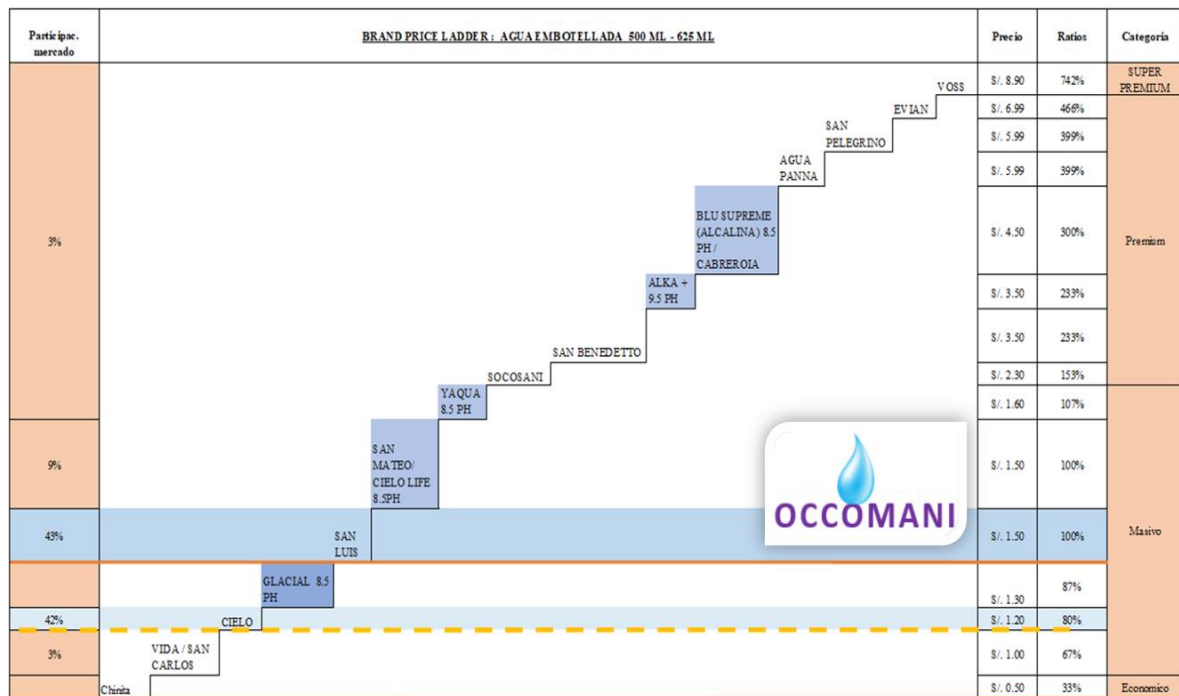 Participac.
mercado
BRAND PRICE LADDER : AGUA EMBOTELLADA 500 ML - 625 ML
Precio
Ratios
Categoria
VOSS
S/. 8.90
742%
SUPER
PREMIUM
EVIAN
S/. 6.99
466%
SAN
PELEGRINO
S/. 5.99
399%
AGUA
PANNA
S/. 5.99
399%
3%
BLU SUPREME
(ALCALINA) 8.5
PH /
CABREROIA
S/. 4.50
300%
Premium
ALKA +
9.5 PH
S/. 3.50
233%
SAN BENEDETTO
S/. 3.50
233%
SOCOSANI
S/. 2.30
153%
YAQUA
8.5 PH
S/. 1.60
107%
9%
SAN
MATEO/
CIELO LIFE
8.5PH
S/. 1.50
100%
OCCOMANI
43%
SAN
LUIS
S/. 1.50
100%
Masivo
GLACIAL 8.5
PH
S/. 1.30
87%
42%
CIELO
S/. 1.20
80%
3%
VIDA / SAN
CARLOS
S/. 1.00
67%
Chinita
S/. 0.50
33%
Economico